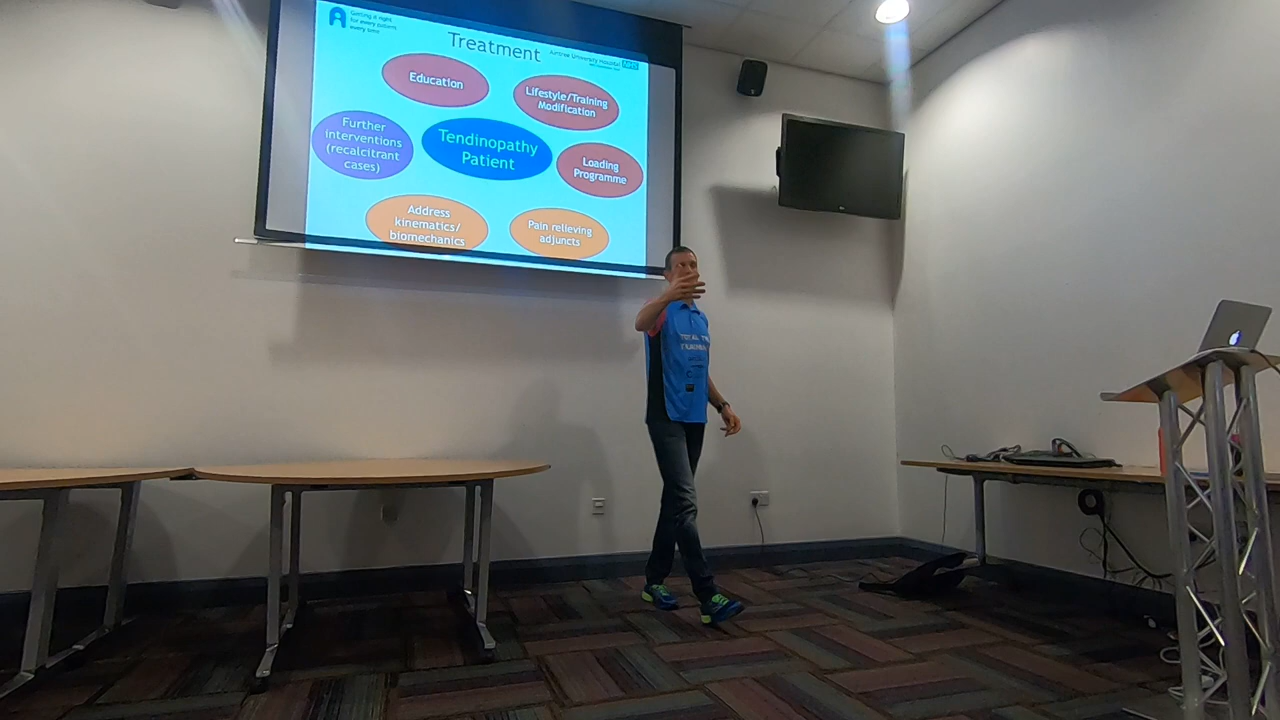 Getting it right
for every patient
every time
Treatment
Aintree University Hospital NHS
Education
Lifestyle/Training
Modification
Further
interventions
(recalcitrant
cases)
Tendinopathy
Patient
Loading
Programme
Address
kinematics/
biomechanics
Pain relieving
adjuncts